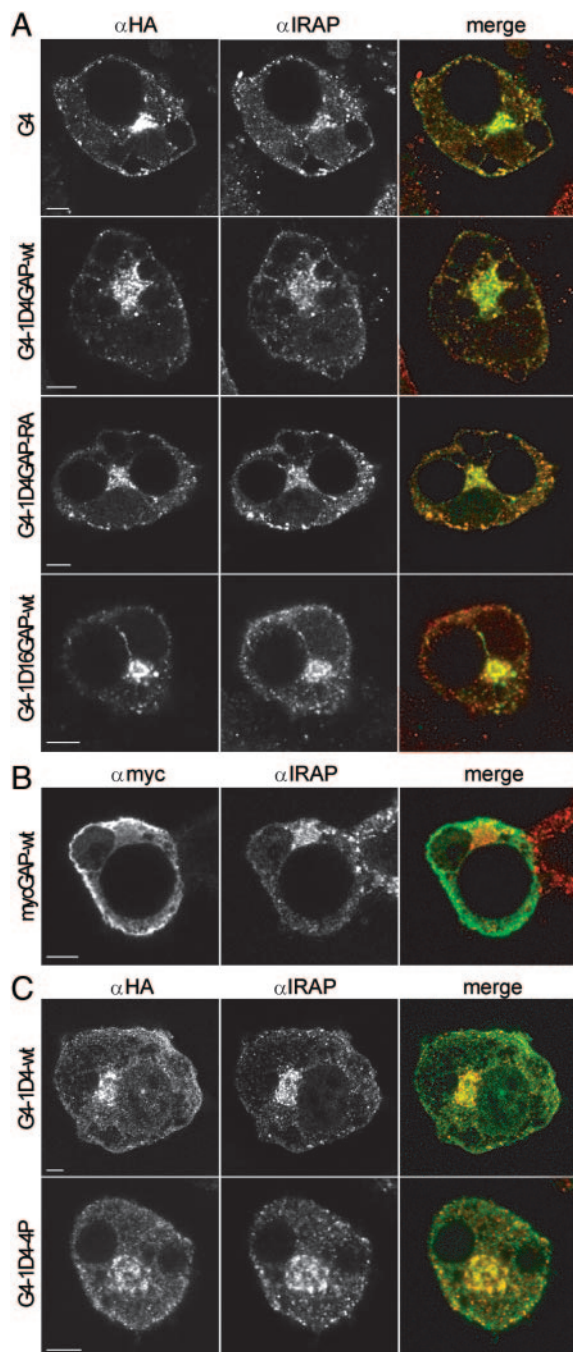 A
αHA αIRAP merge
G4
G4-1D4GAP-wt
G4-1D4GAP-RA
G4-1D16GAP-wt
B
αmyc αIRAP merge
mycGAP-wt
C
αHA αIRAP merge
G4-1D4-wt
G4-1D4-4P